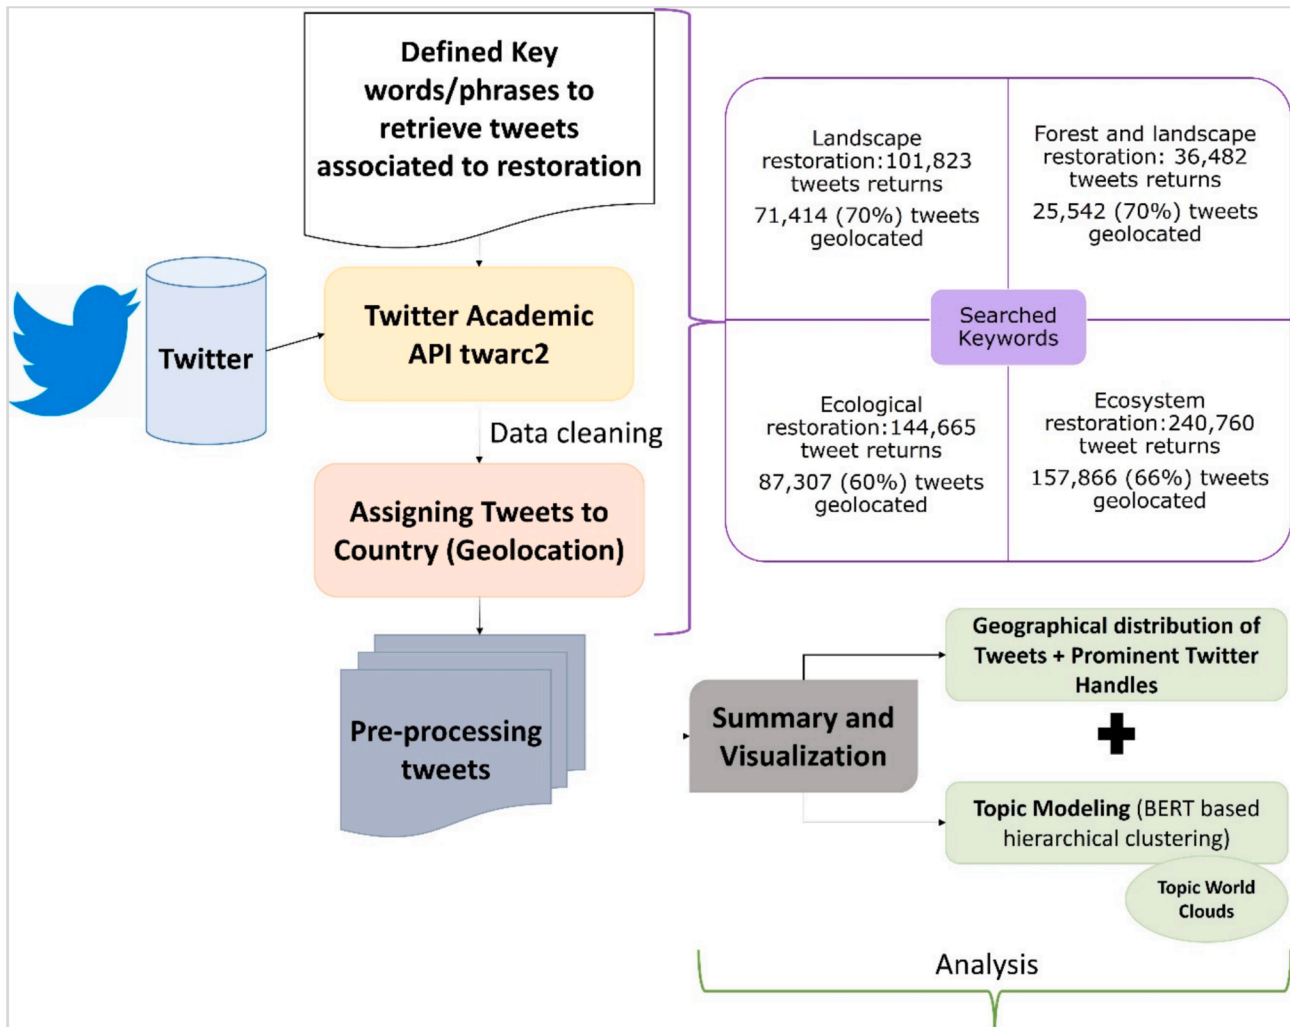 Defined Key
words/phrases to
retrieve tweets
associated to restoration
Twitter
Twitter Academic
API twarc2
Data cleaning
Assigning Tweets to
Country (Geolocation)
Pre-processing
tweets
Landscape
restoration:101,823
tweets returns
71,414 (70%) tweets
geolocated
Forest and landscape
restoration: 36,482
tweets returns
25,542 (70%) tweets
geolocated
Searched
Keywords
Ecological
restoration:144,665
tweet returns
87,307 (60%) tweets
geolocated
Ecosystem
restoration:240,760
tweet returns
157,866 (66%) tweets
geolocated
Summary and
Visualization
Geographical distribution of
Tweets + Prominent Twitter
Handles
Topic Modeling (BERT based
hierarchical clustering)
Topic World
Clouds
Analysis